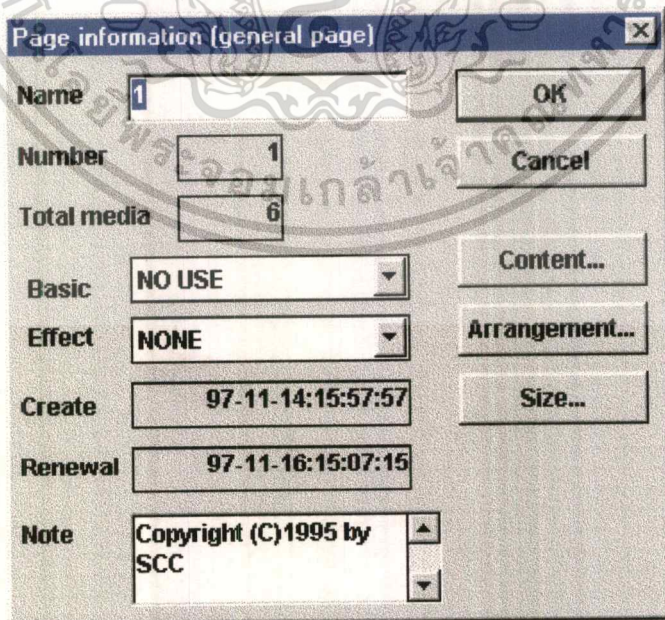 Page information (general page)
Name 1 OK
Number 1 Cancel
Total media 6
Content...
Basic NO USE
Effect NONE Arrangement...
Create 97-11-14:15:57:57 Size...
Renewal 97-11-16:15:07:15
Note Copyright (C)1995 by
SCC